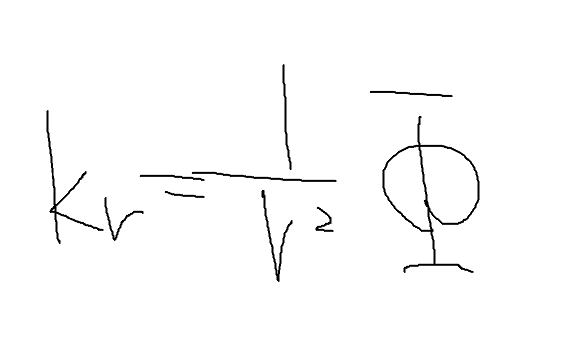 kr = 1/r² Φ